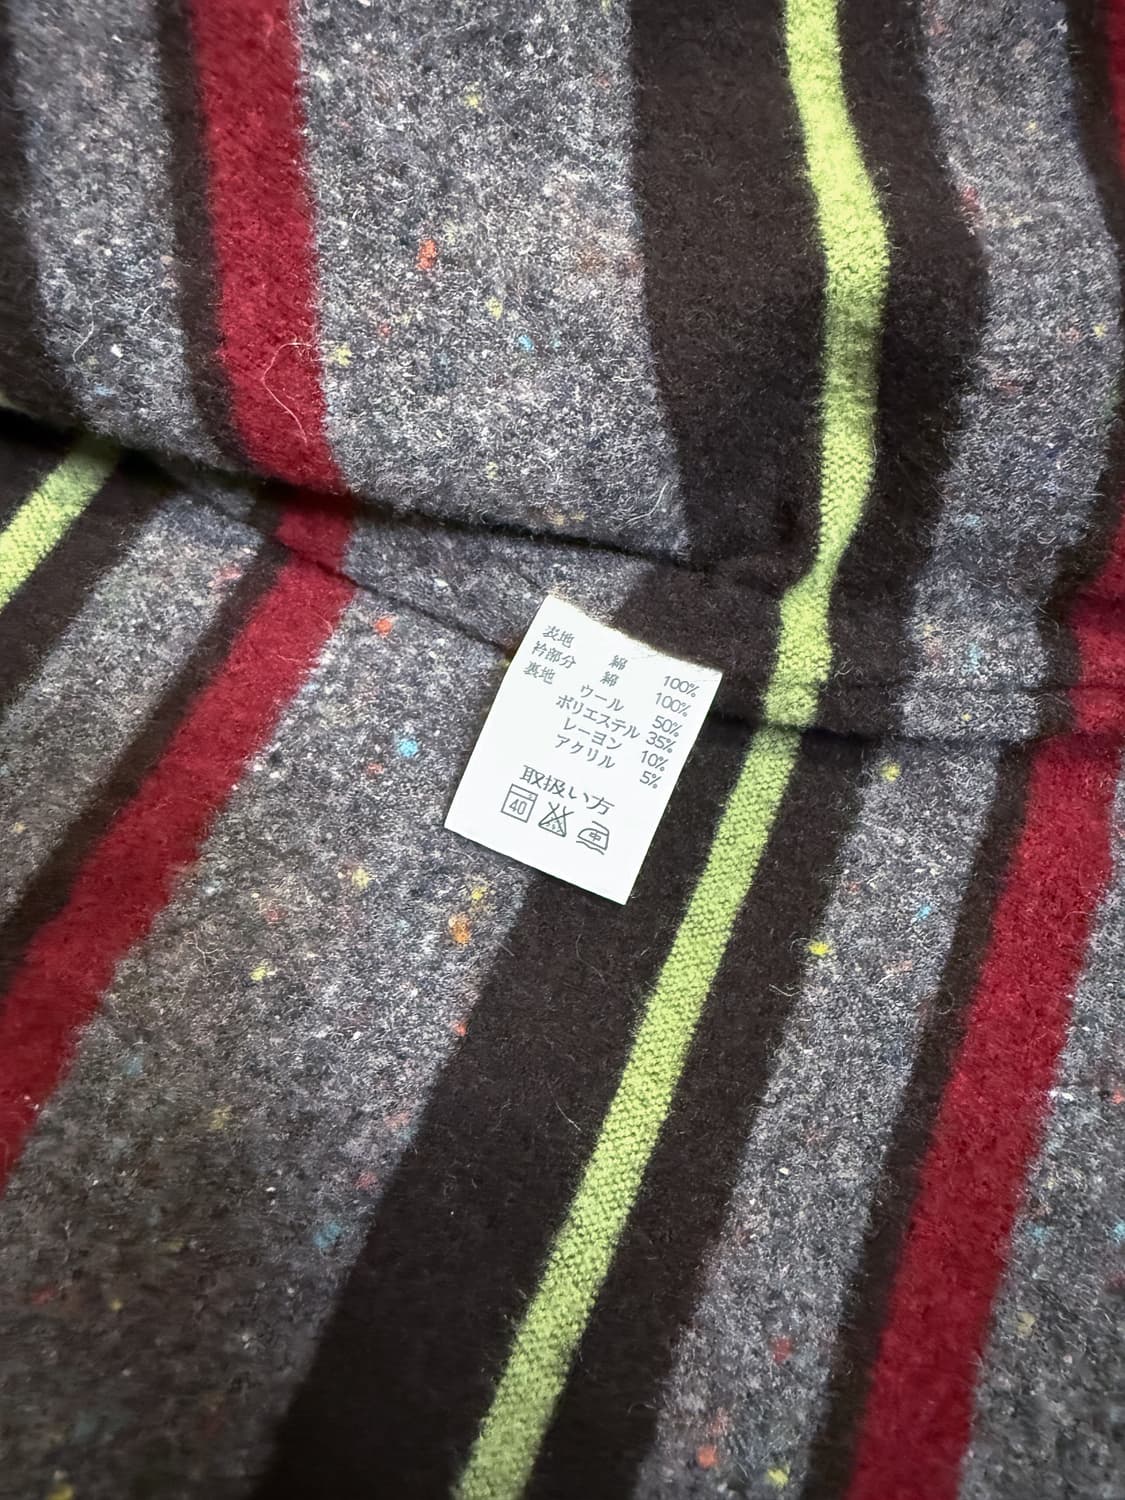 表地 綿 100%
衿部分 綿 100%
裏地 ウール 50%
ポリエステル 35%
レーヨン 10%
アクリル 5%
取扱い方
40 中